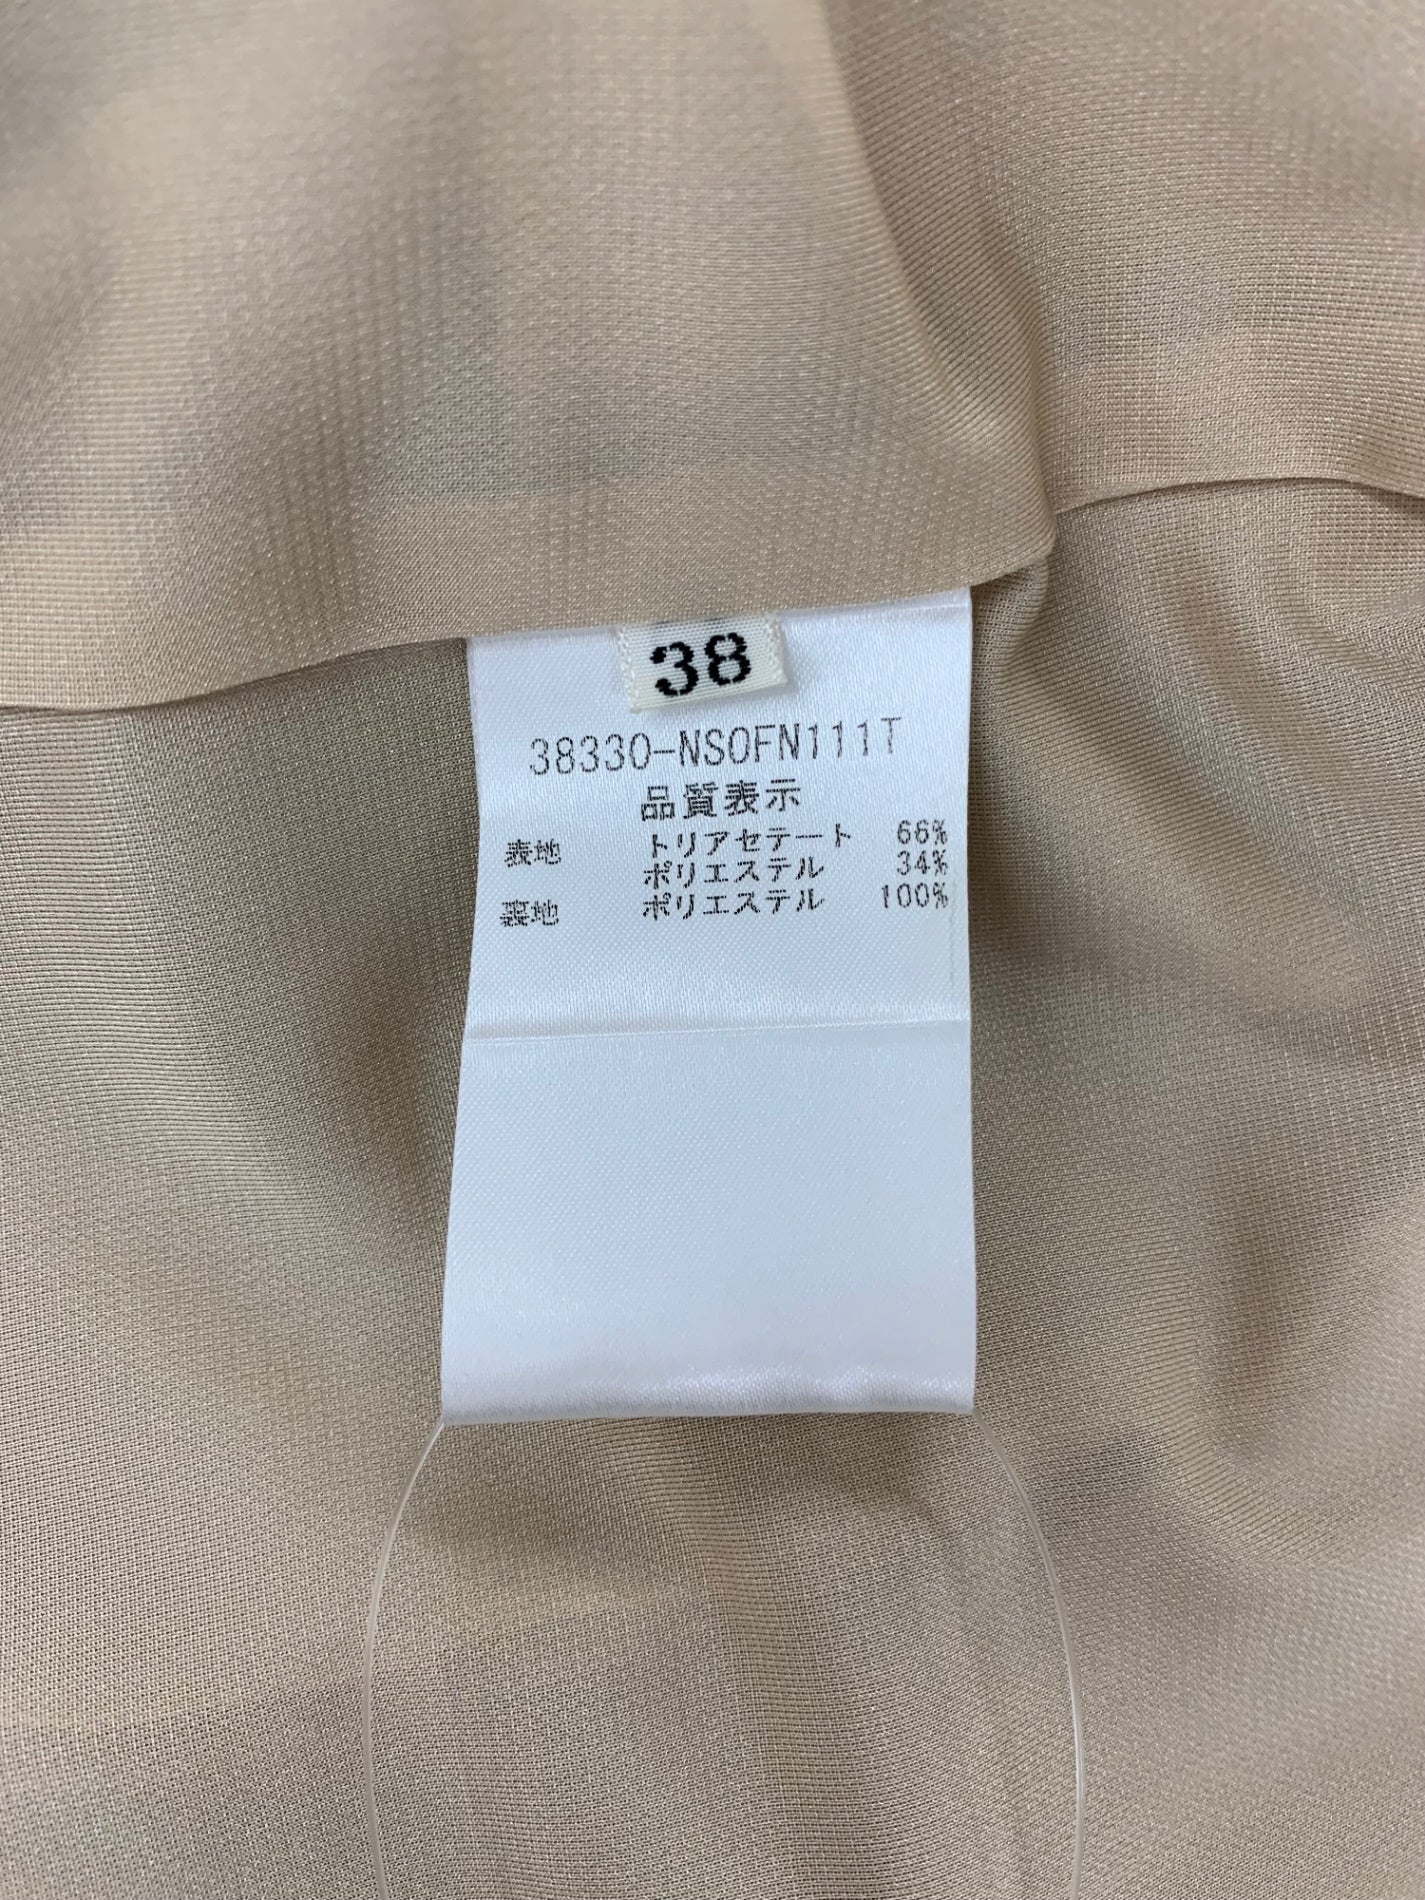 38
38330-NSOFN111T
品質表示
表地 トリアセテート 66%
ポリエステル 34%
裏地 ポリエステル 100%